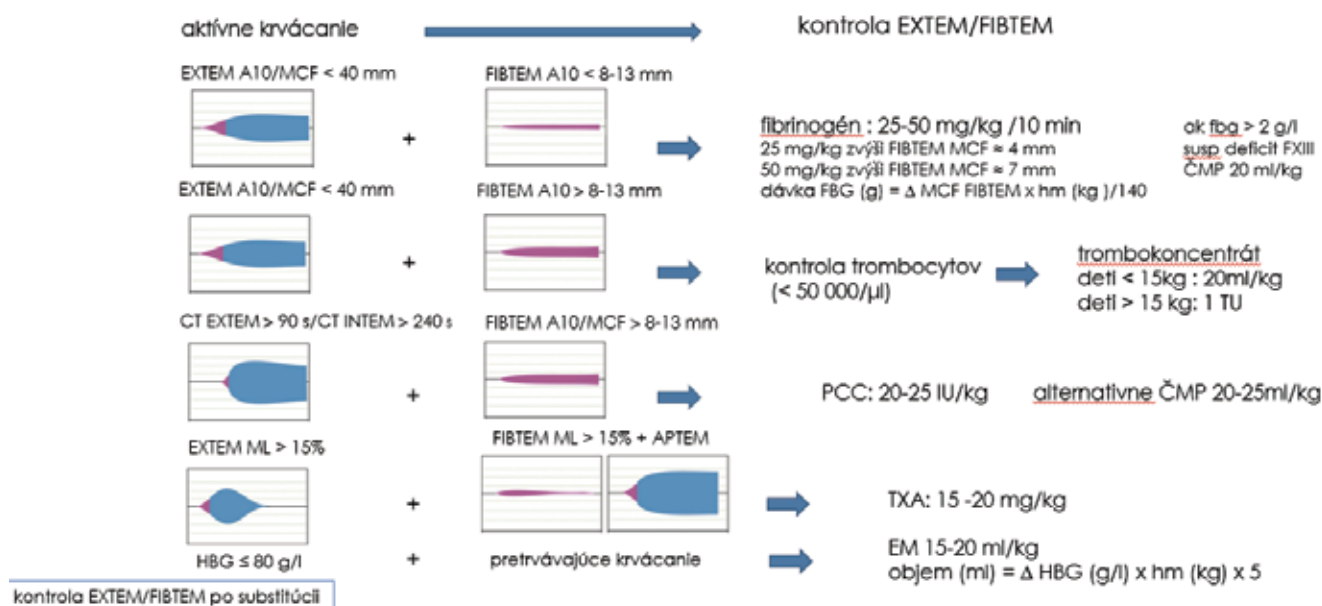 aktívne krvácanie
kontrola EXTEM/FIBTEM
EXTEM A10/MCF < 40 mm
FIBTEM A10 < 8-13 mm
+
fibrinogén : 25-50 mg/kg /10 min
25 mg/kg zvýši FIBTEM MCF ≈ 4 mm
50 mg/kg zvýši FIBTEM MCF ≈ 7 mm
dávka FBG (g) = Δ MCF FIBTEM x hm (kg )/140
ak fbg > 2 g/l
susp deficit FXIII
ČMP 20 ml/kg
EXTEM A10/MCF < 40 mm
FIBTEM A10 > 8-13 mm
+
kontrola trombocytov
(< 50 000/µl)
trombokoncentrát
deti < 15kg : 20ml/kg
deti > 15 kg: 1 TU
CT EXTEM > 90 s/CT INTEM > 240 s
FIBTEM A10/MCF > 8-13 mm
+
PCC: 20-25 IU/kg
alternatívne ČMP 20-25ml/kg
EXTEM ML > 15%
FIBTEM ML > 15% + APTEM
+
TXA: 15 -20 mg/kg
HBG ≤ 80 g/l
+
pretrvávajúce krvácanie
EM 15-20 ml/kg
objem (ml) = Δ HBG (g/l) x hm (kg) x 5
kontrola EXTEM/FIBTEM po substitúcii